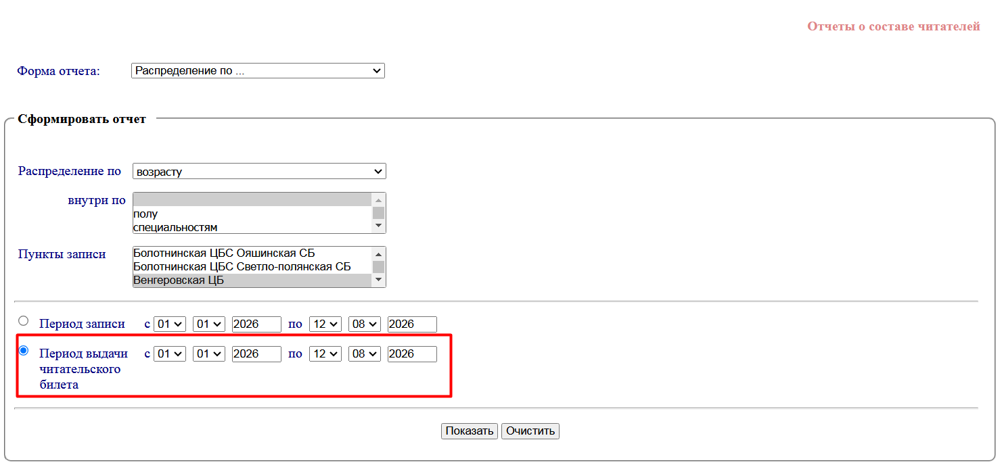 Отчеты о составе читателей
Форма отчета: Распределение по ...
Сформировать отчет
Распределение по возрасту
внутри по
полу
специальностям
Пункты записи
Болотнинская ЦБС Ояшинская СБ
Болотнинская ЦБС Светло-полянская СБ
Венгеровская ЦБ
Период записи с 01 01 2026 по 12 08 2026
Период выдачи с 01 01 2026 по 12 08 2026
читательского
билета
Показать Очистить